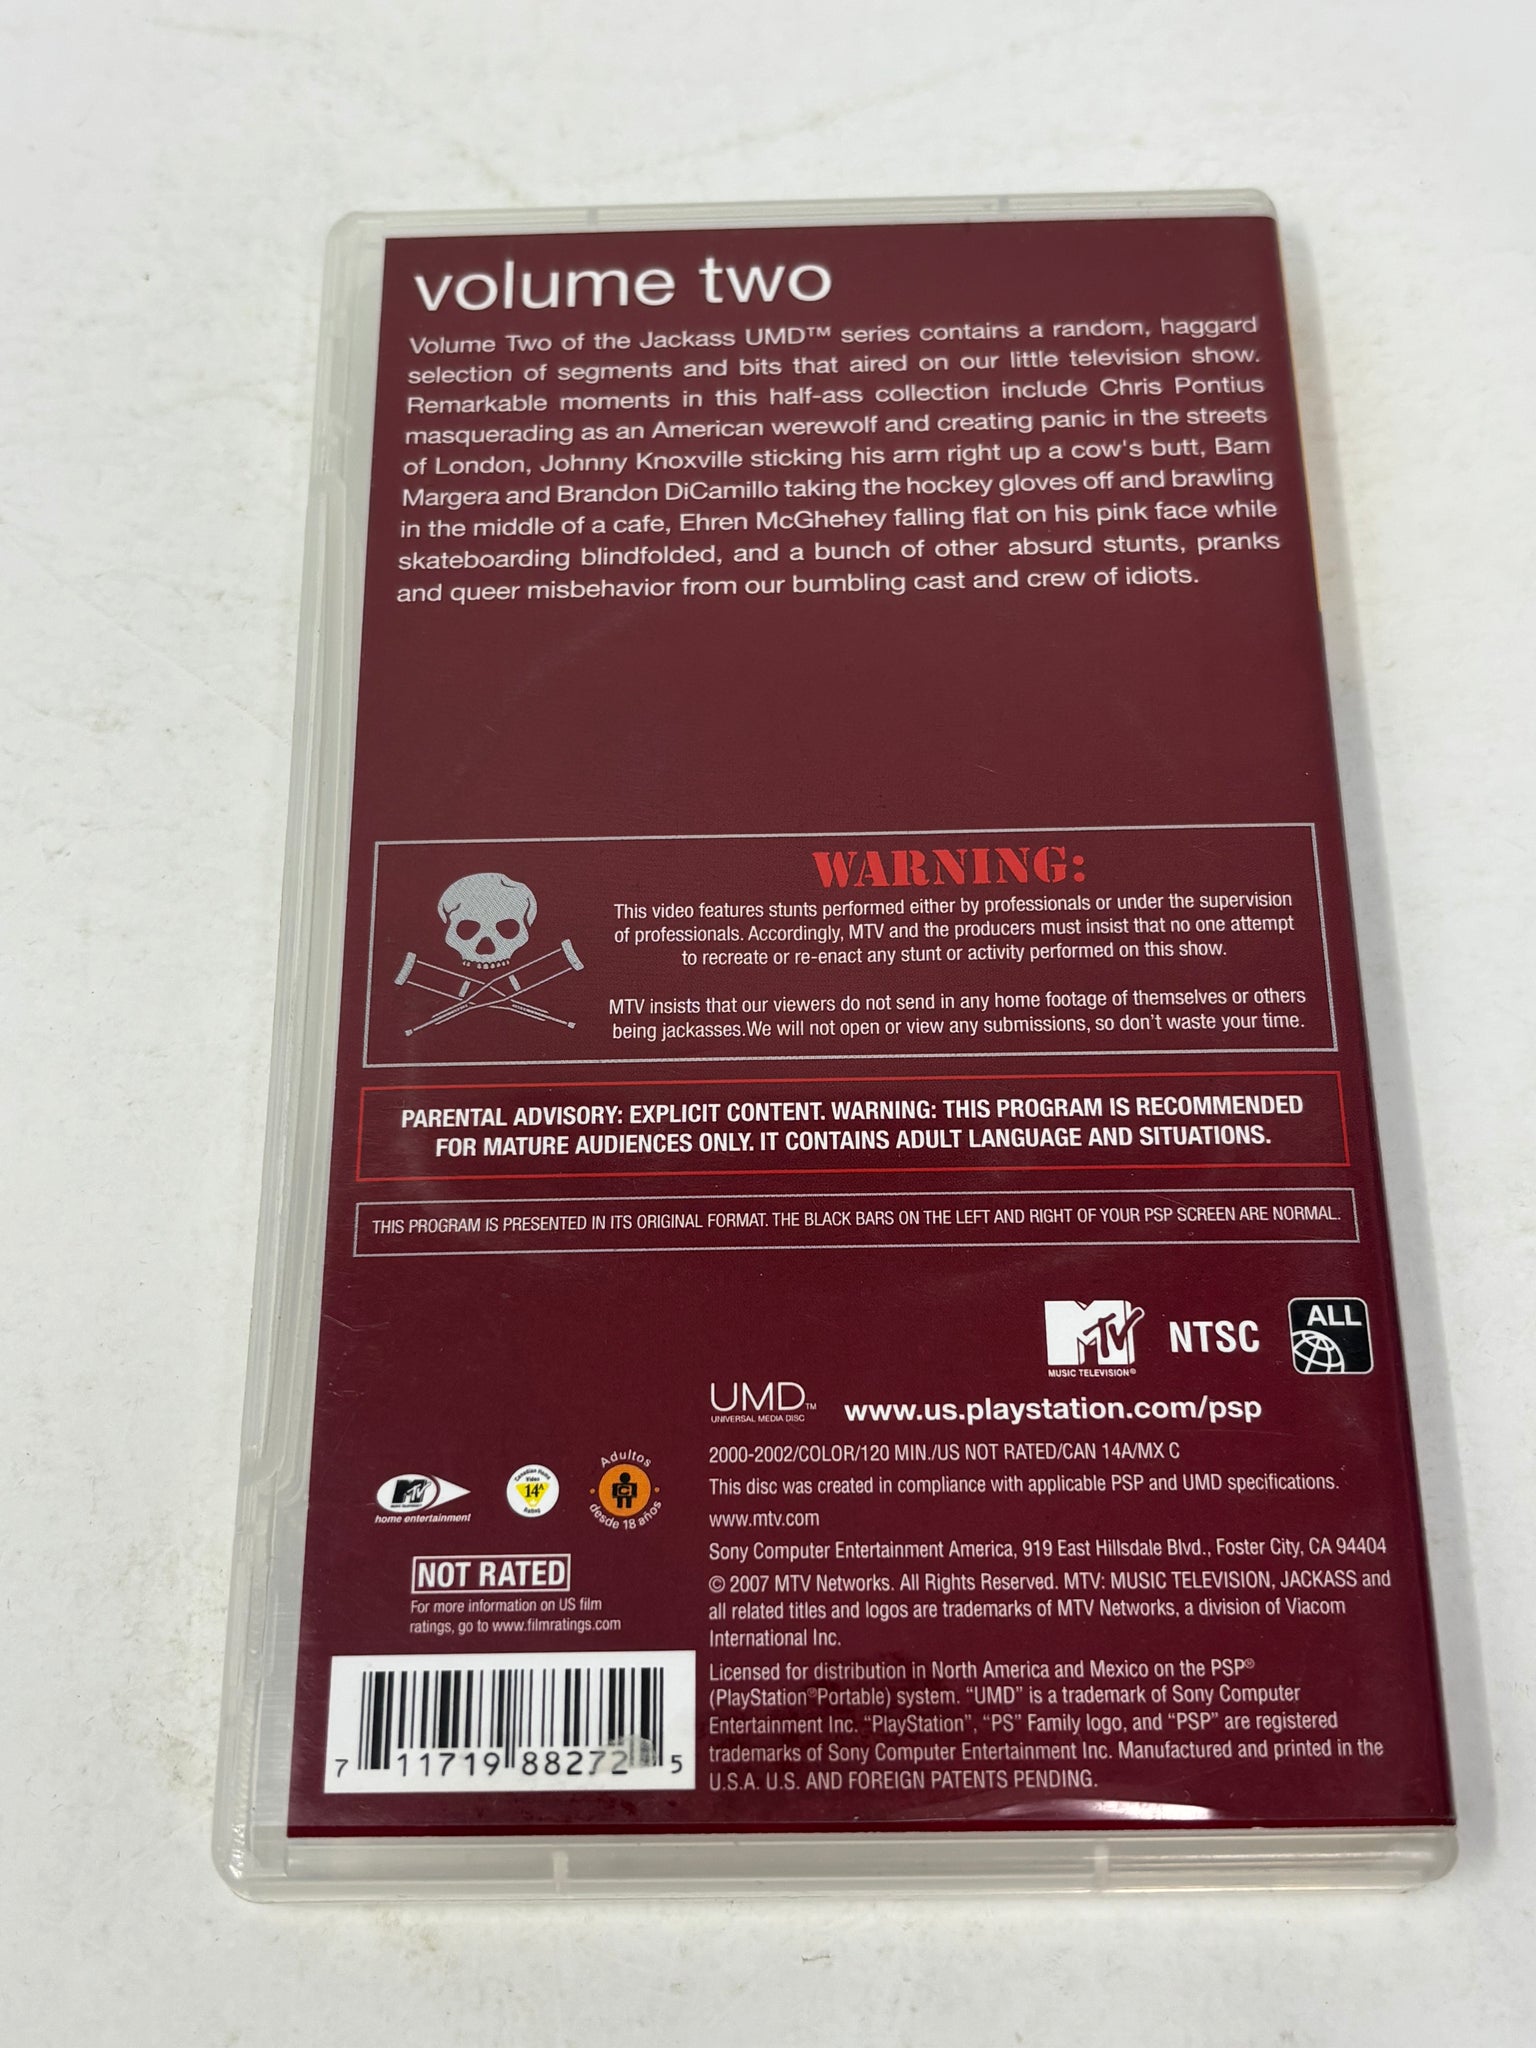 volume two
Volume Two of the Jackass UMD™ series contains a random, haggard
selection of segments and bits that aired on our little television show.
Remarkable moments in this half-ass collection include Chris Pontius
masquerading as an American werewolf and creating panic in the streets
of London, Johnny Knoxville sticking his arm right up a cow's butt, Bam
Margera and Brandon DiCamillo taking the hockey gloves off and brawling
in the middle of a cafe, Ehren McGhehey falling flat on his pink face while
skateboarding blindfolded, and a bunch of other absurd stunts, pranks
and queer misbehavior from our bumbling cast and crew of idiots.
WARNING:
This video features stunts performed either by professionals or under the supervision
of professionals. Accordingly, MTV and the producers must insist that no one attempt
to recreate or re-enact any stunt or activity performed on this show.
MTV insists that our viewers do not send in any home footage of themselves or others
being jackasses.We will not open or view any submissions, so don't waste your time.
PARENTAL ADVISORY: EXPLICIT CONTENT. WARNING: THIS PROGRAM IS RECOMMENDED
FOR MATURE AUDIENCES ONLY. IT CONTAINS ADULT LANGUAGE AND SITUATIONS.
THIS PROGRAM IS PRESENTED IN ITS ORIGINAL FORMAT. THE BLACK BARS ON THE LEFT AND RIGHT OF YOUR PSP SCREEN ARE NORMAL.
MTV
MUSIC TELEVISION®
NTSC
ALL
UMD™
UNIVERSAL MEDIA DISC
www.us.playstation.com/psp
MTV
MUSIC TELEVISION
home entertainment
Canadian Home
Video
14A
Rating
Adultos
C
desde 18 años
NOT RATED
For more information on US film
ratings, go to www.filmratings.com
7 11719 88272 5
2000-2002/COLOR/120 MIN./US NOT RATED/CAN 14A/MX C
This disc was created in compliance with applicable PSP and UMD specifications.
www.mtv.com
Sony Computer Entertainment America, 919 East Hillsdale Blvd., Foster City, CA 94404
© 2007 MTV Networks. All Rights Reserved. MTV: MUSIC TELEVISION, JACKASS and
all related titles and logos are trademarks of MTV Networks, a division of Viacom
International Inc.
Licensed for distribution in North America and Mexico on the PSP®
(PlayStation®Portable) system. "UMD" is a trademark of Sony Computer
Entertainment Inc. "PlayStation", "PS" Family logo, and "PSP" are registered
trademarks of Sony Computer Entertainment Inc. Manufactured and printed in the
U.S.A. U.S. AND FOREIGN PATENTS PENDING.